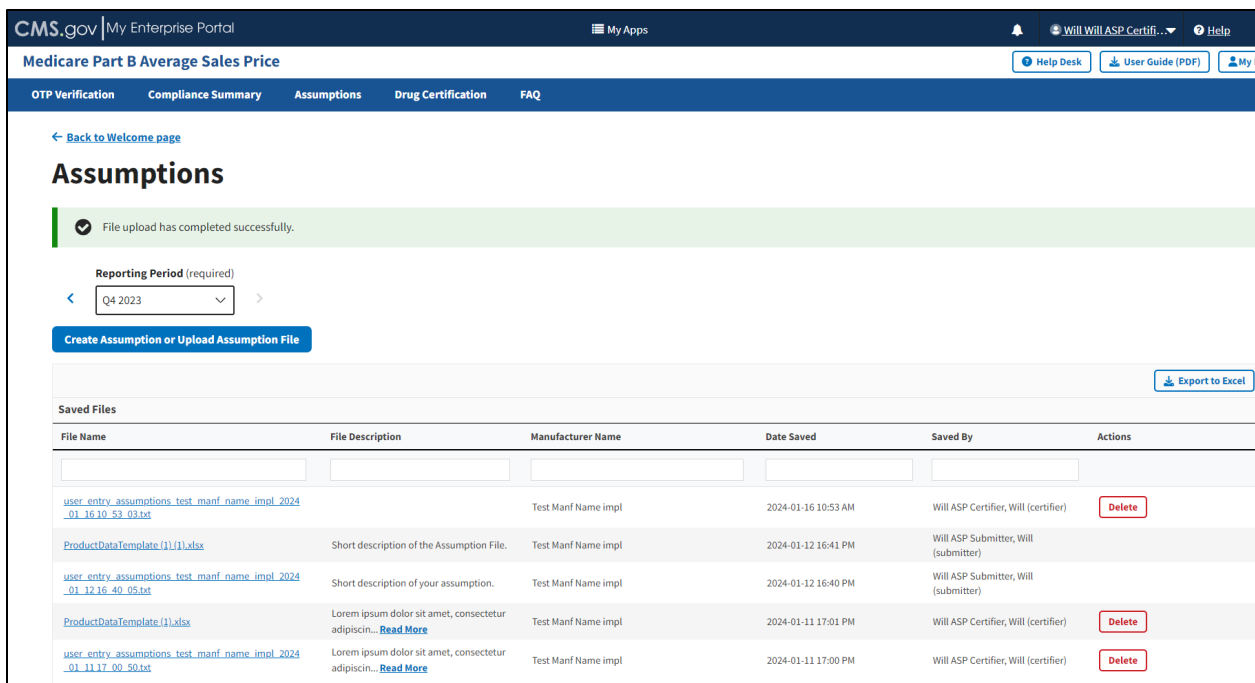 CMS.gov My Enterprise Portal My Apps Will Will ASP Certifi... Help
Medicare Part B Average Sales Price Help Desk User Guide (PDF) My
OTP Verification Compliance Summary Assumptions Drug Certification FAQ
Back to Welcome page
Assumptions
File upload has completed successfully.
Reporting Period (required)
Q4 2023
Create Assumption or Upload Assumption File
Export to Excel
Saved Files
File Name File Description Manufacturer Name Date Saved Saved By Actions
user_entry_assumptions_test_manf_name_impl_2024
_01_16 10_53_03.txt
Test Manf Name impl 2024-01-16 10:53 AM Will ASP Certifier, Will (certifier) Delete
ProductDataTemplate (1) (1).xlsx Short description of the Assumption File. Test Manf Name impl 2024-01-12 16:41 PM Will ASP Submitter, Will
(submitter)
user_entry_assumptions_test_manf_name_impl_2024
_01_12 16_40_05.txt
Short description of your assumption. Test Manf Name impl 2024-01-12 16:40 PM Will ASP Submitter, Will
(submitter)
ProductDataTemplate (1).xlsx Lorem ipsum dolor sit amet, consectetur
adipiscin... Read More
Test Manf Name impl 2024-01-11 17:01 PM Will ASP Certifier, Will (certifier) Delete
user_entry_assumptions_test_manf_name_impl_2024
_01_11 17_00_50.txt
Lorem ipsum dolor sit amet, consectetur
adipiscin... Read More
Test Manf Name impl 2024-01-11 17:00 PM Will ASP Certifier, Will (certifier) Delete